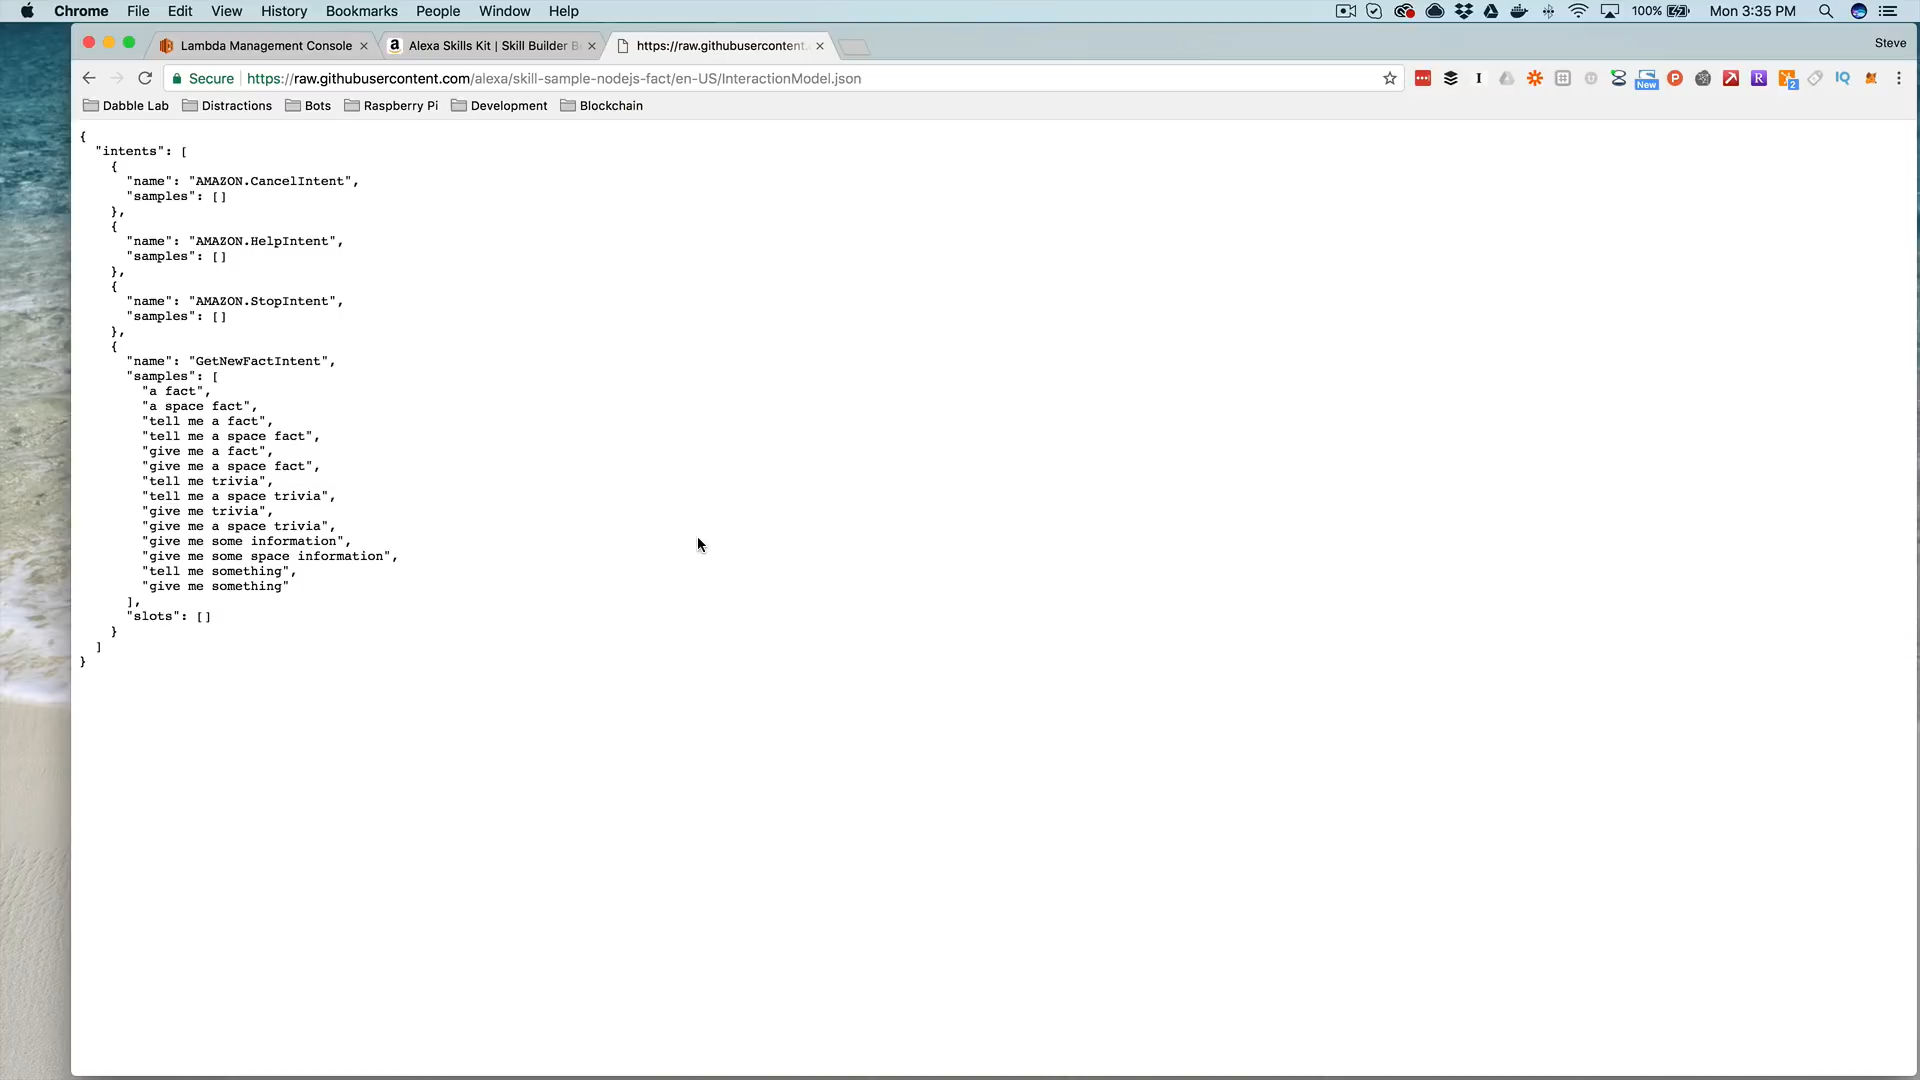 Chrome File Edit View History Bookmarks People Window Help 100% Mon 3:35 PM
Lambda Management Console Alexa Skills Kit | Skill Builder B https://raw.githubusercontent. Steve
Secure https://raw.githubusercontent.com/alexa/skill-sample-nodejs-fact/en-US/InteractionModel.json New 2 IQ
Dabble Lab Distractions Bots Raspberry Pi Development Blockchain
{
"intents": [
{
"name": "AMAZON.CancelIntent",
"samples": []
},
{
"name": "AMAZON.HelpIntent",
"samples": []
},
{
"name": "AMAZON.StopIntent",
"samples": []
},
{
"name": "GetNewFactIntent",
"samples": [
"a fact",
"a space fact",
"tell me a fact",
"tell me a space fact",
"give me a fact",
"give me a space fact",
"tell me trivia",
"tell me a space trivia",
"give me trivia",
"give me a space trivia",
"give me some information",
"give me some space information",
"tell me something",
"give me something"
],
"slots": []
}
]
}